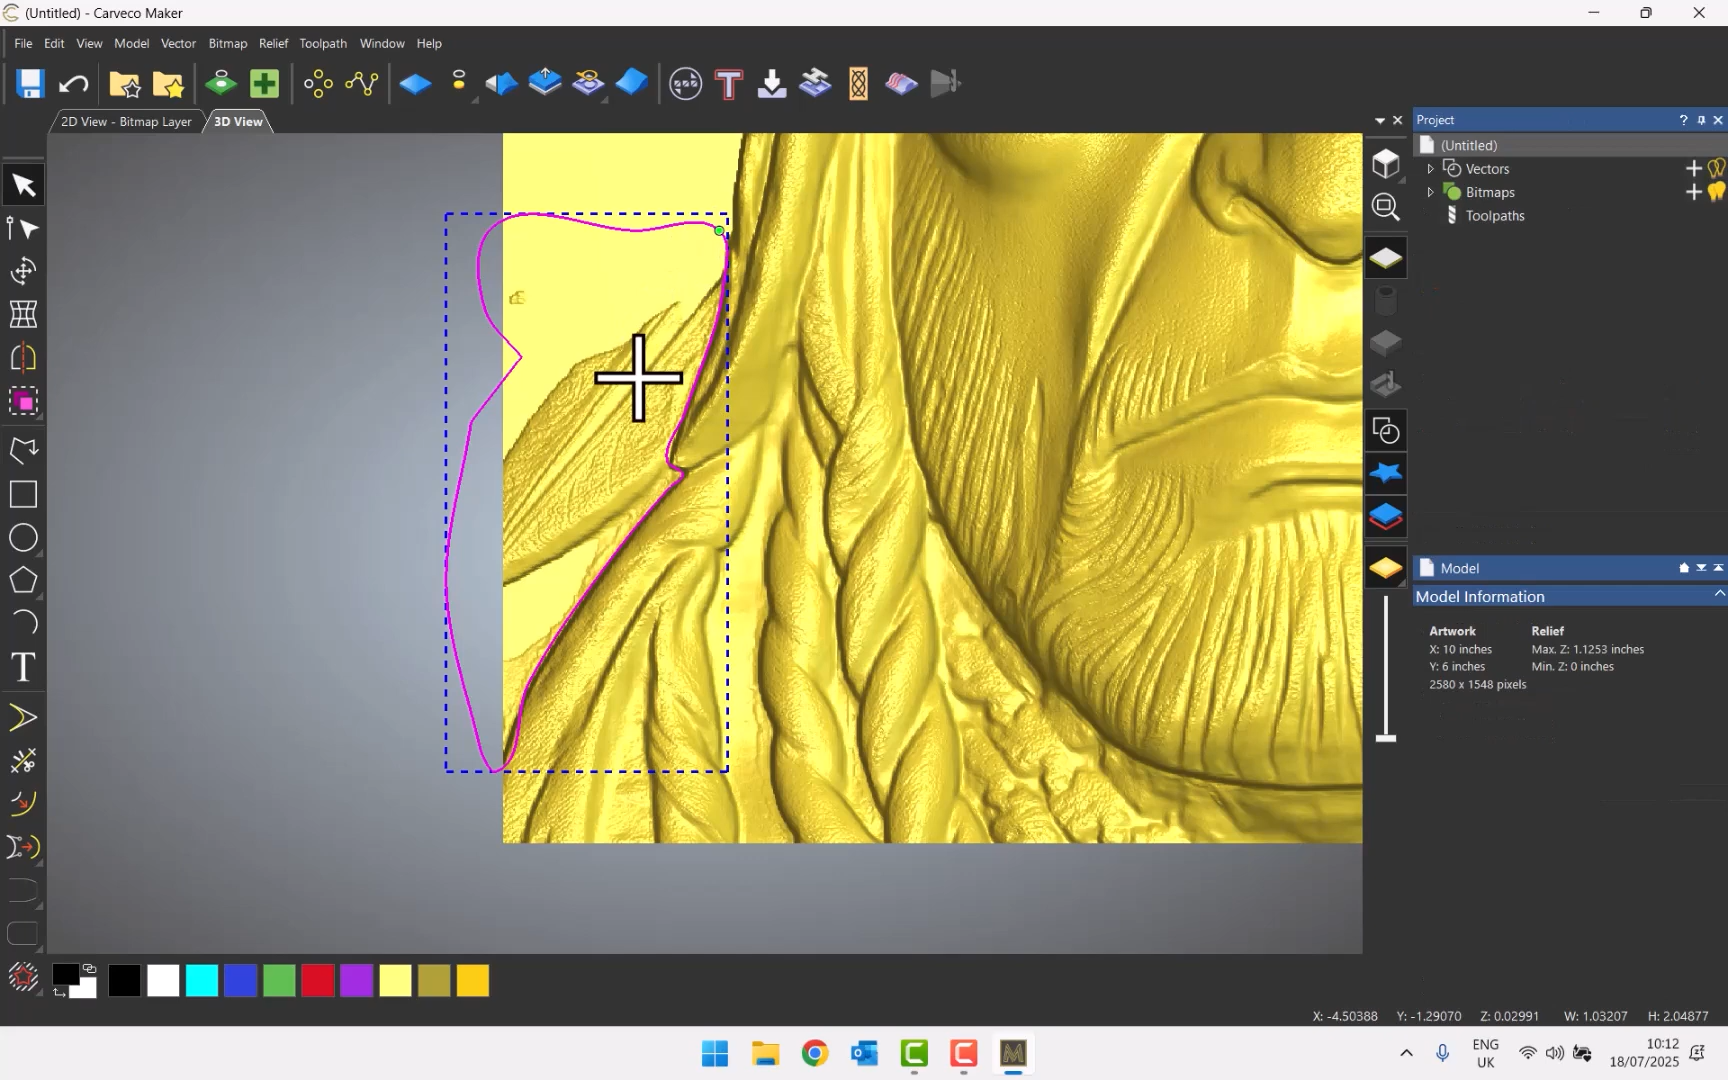 (Untitled) - Carveco Maker
File Edit View Model Vector Bitmap Relief Toolpath Window Help
2D View - Bitmap Layer 3D View
Project
(Untitled)
Vectors
Bitmaps
Toolpaths
Model
Model Information
Artwork Relief
X: 10 inches Max. Z: 1.1253 inches
Y: 6 inches Min. Z: 0 inches
2580 x 1548 pixels
X: -4.50388 Y: -1.29070 Z: 0.02991 W: 1.03207 H: 2.04877
ENG 10:12
UK 18/07/2025